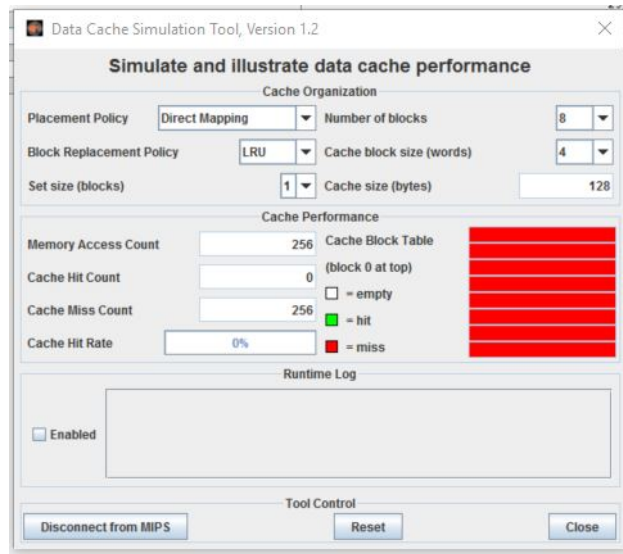 Data Cache Simulation Tool, Version 1.2
Simulate and illustrate data cache performance
Cache Organization
Placement Policy Direct Mapping Number of blocks 8
Block Replacement Policy LRU Cache block size (words) 4
Set size (blocks) 1 Cache size (bytes) 128
Cache Performance
Memory Access Count 256 Cache Block Table
(block 0 at top)
Cache Hit Count 0
= empty
Cache Miss Count 256
= hit
Cache Hit Rate 0%
= miss
Runtime Log
Enabled
Tool Control
Disconnect from MIPS Reset Close